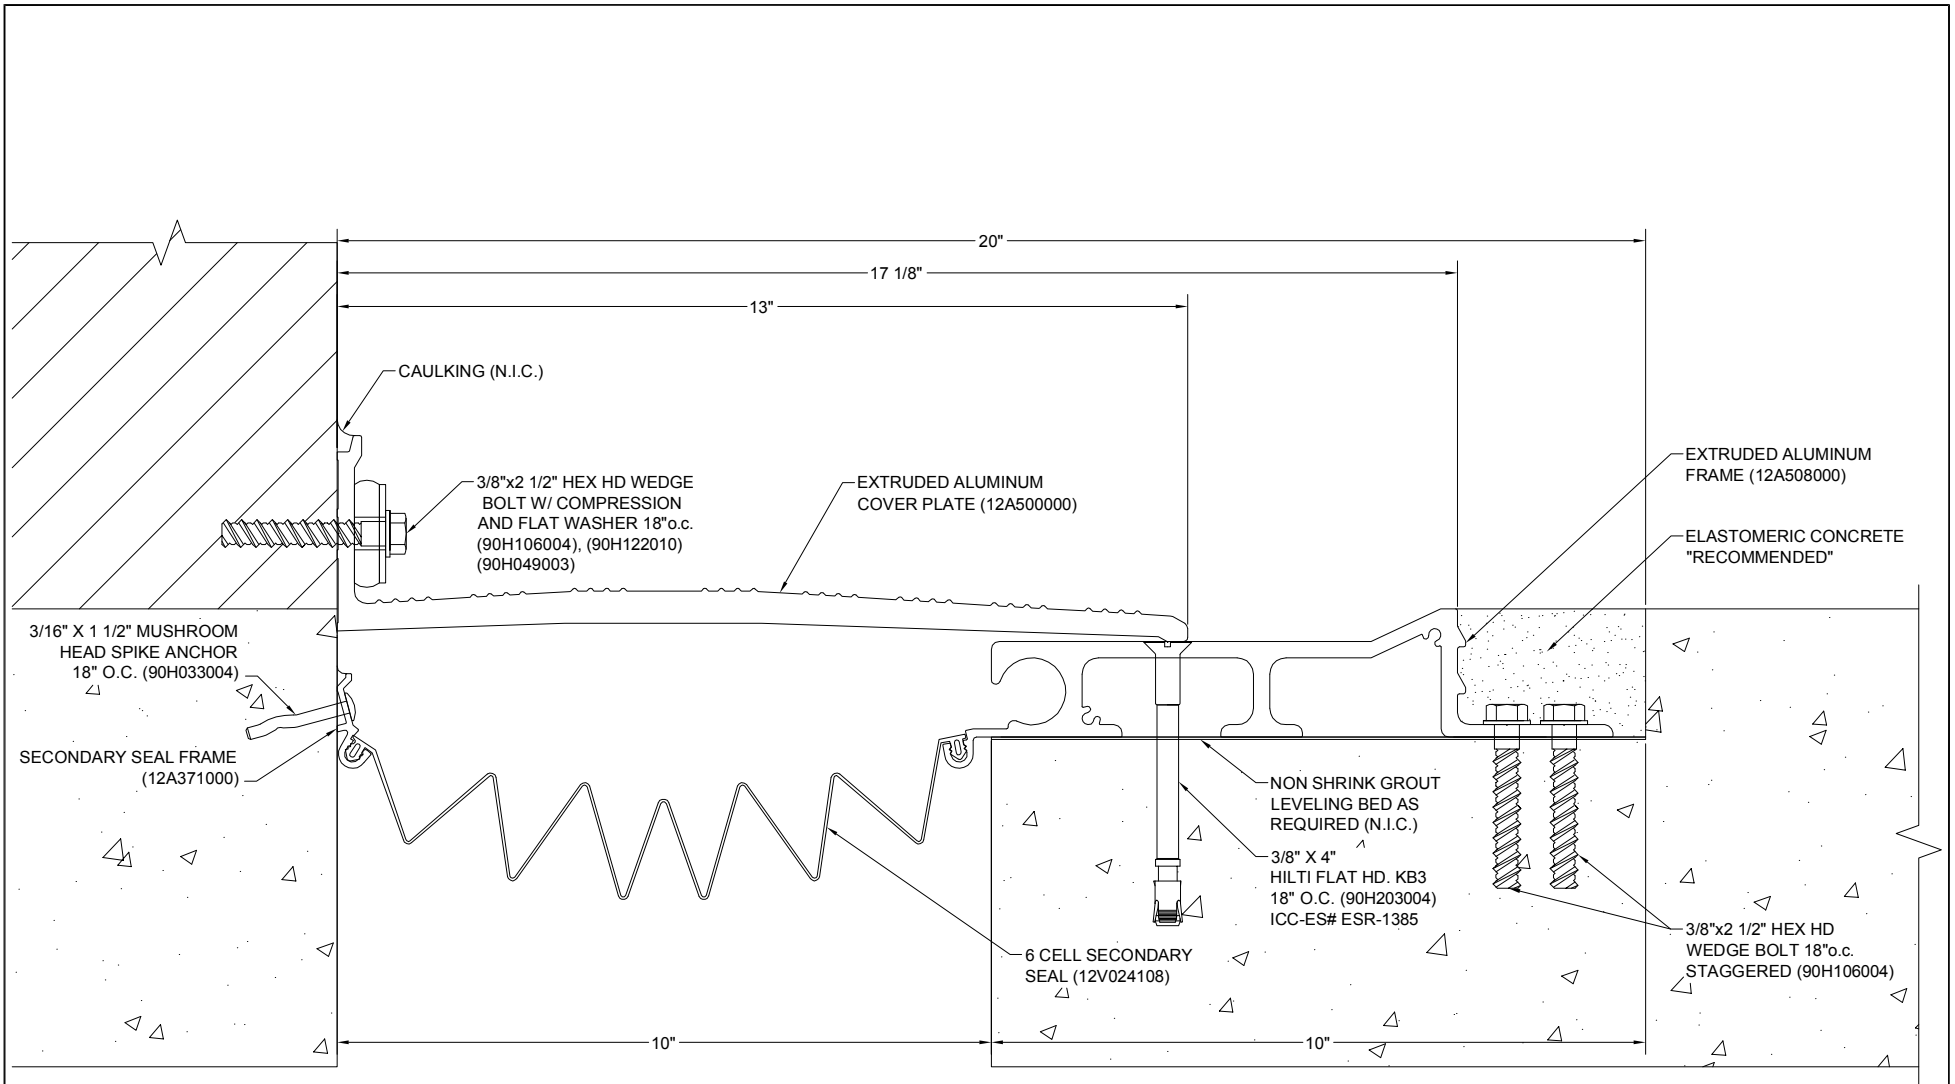 20"
17 1/8"
13"
CAULKING (N.I.C.)
3/8"x2 1/2" HEX HD WEDGE
BOLT W/ COMPRESSION
AND FLAT WASHER 18"o.c.
(90H106004), (90H122010)
(90H049003)
EXTRUDED ALUMINUM
COVER PLATE (12A500000)
EXTRUDED ALUMINUM
FRAME (12A508000)
ELASTOMERIC CONCRETE
"RECOMMENDED"
3/16" X 1 1/2" MUSHROOM
HEAD SPIKE ANCHOR
18" O.C. (90H033004)
SECONDARY SEAL FRAME
(12A371000)
NON SHRINK GROUT
LEVELING BED AS
REQUIRED (N.I.C.)
3/8" X 4"
HILTI FLAT HD. KB3
18" O.C. (90H203004)
ICC-ES# ESR-1385
6 CELL SECONDARY
SEAL (12V024108)
3/8"x2 1/2" HEX HD
WEDGE BOLT 18"o.c.
STAGGERED (90H106004)
10"
10"